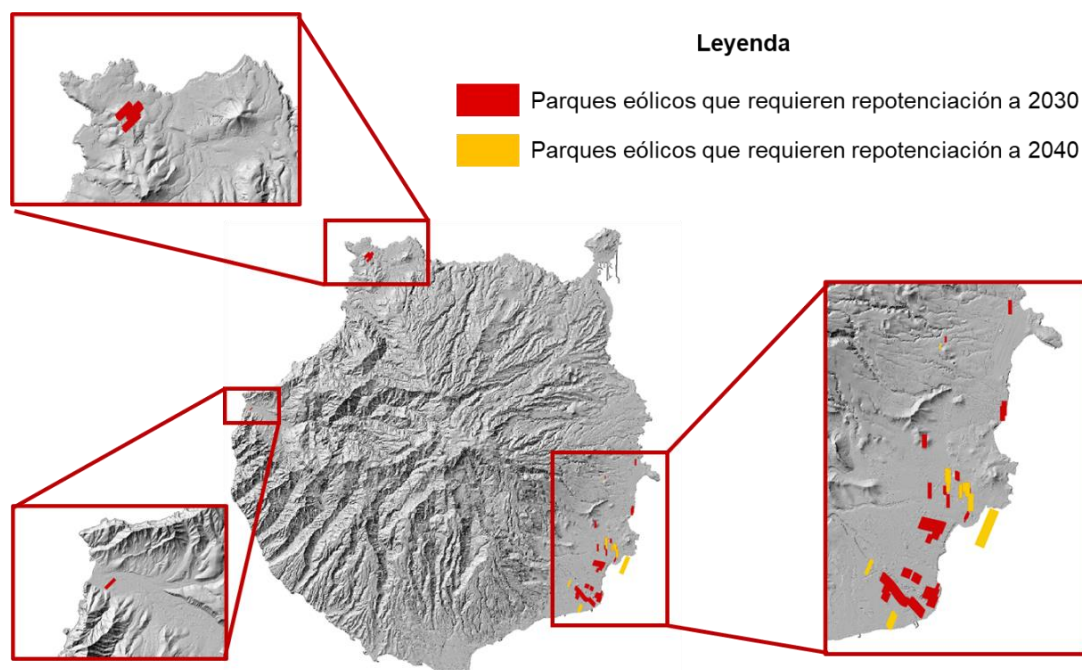 Leyenda
Parques eólicos que requieren repotenciación a 2030
Parques eólicos que requieren repotenciación a 2040